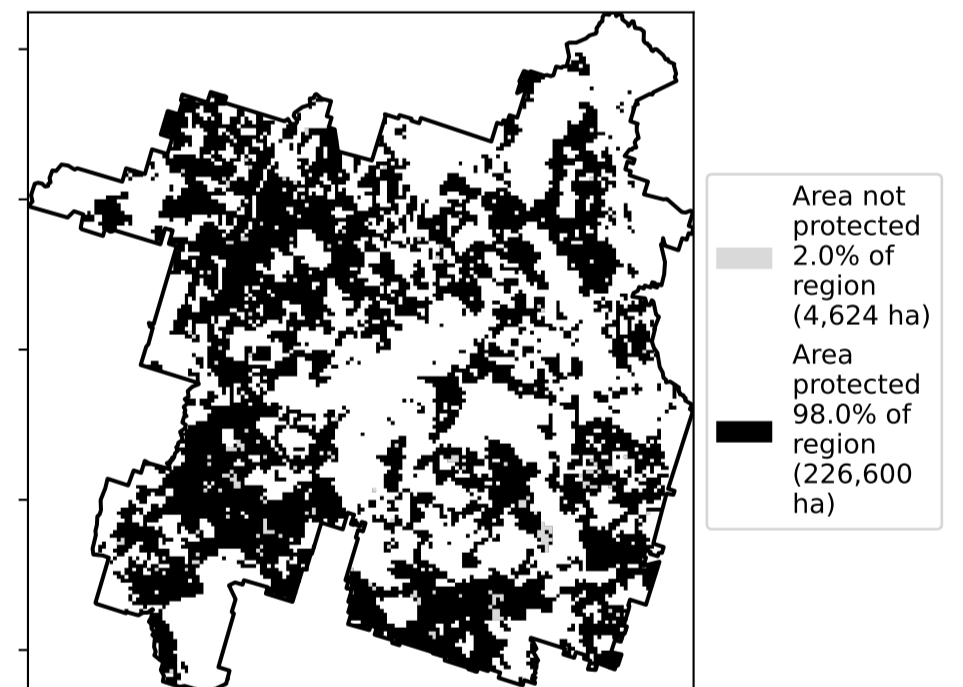 Area not
protected
2.0% of
region
(4,624 ha)
Area
protected
98.0% of
region
(226,600
ha)